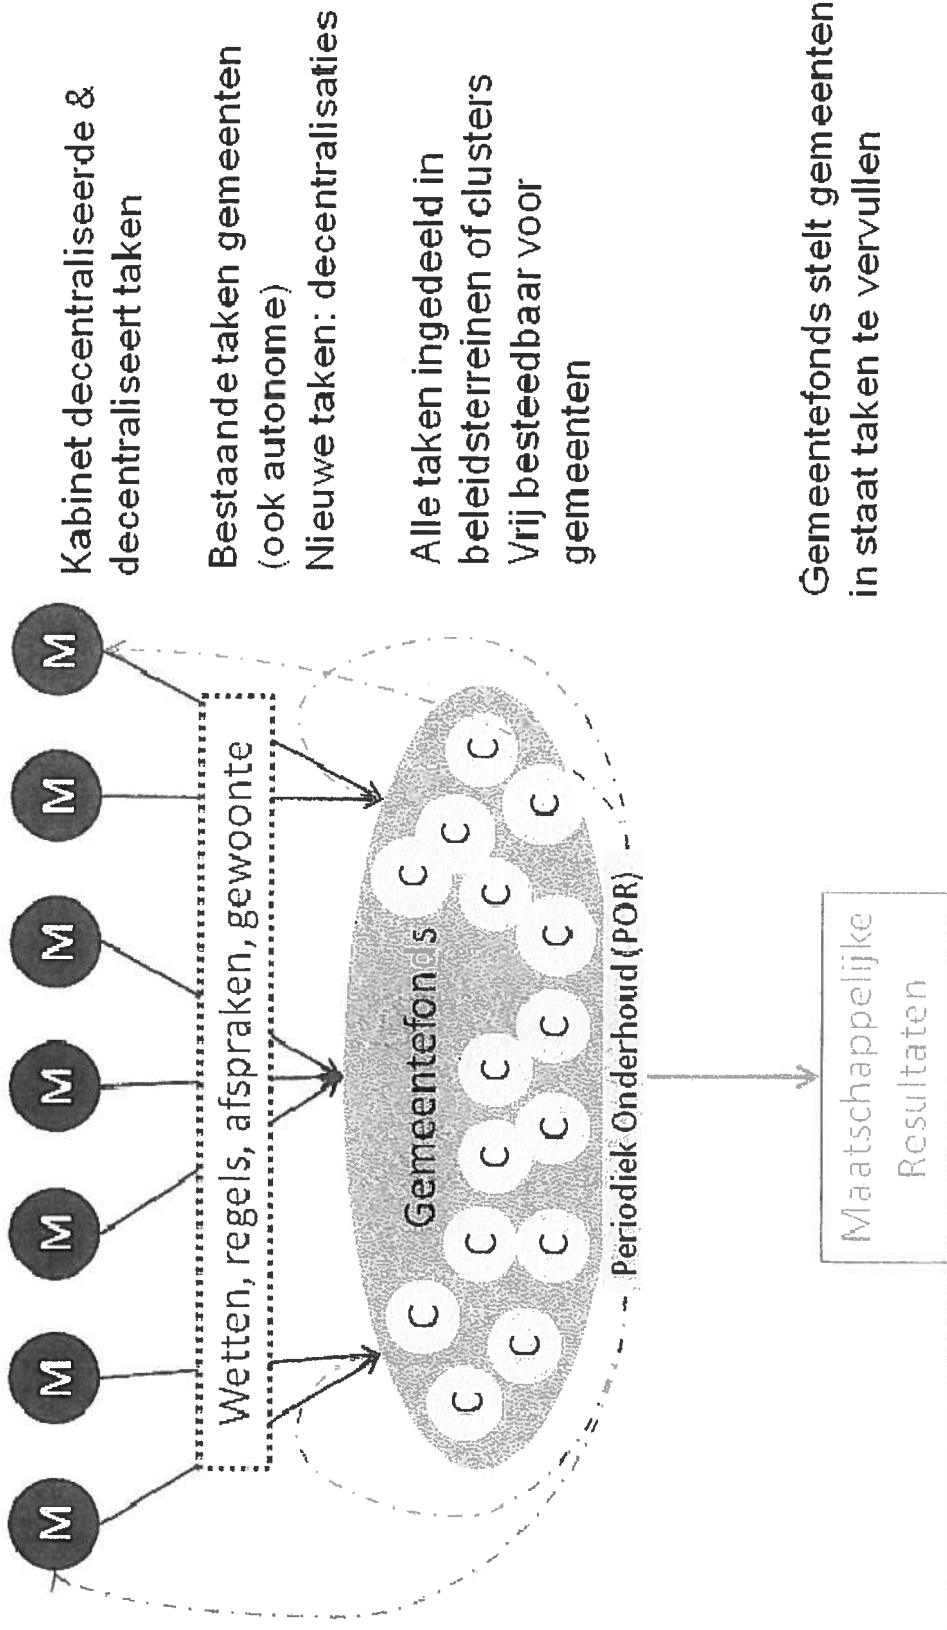 M M M M M M M
Kabinet decentraliseerde &
decentraliseert taken
Wetten, regels, afspraken, gewoonte
Bestaande taken gemeenten
(ook autonome)
Nieuwe taken: decentralisaties
Gemeentefonds
C C C C C C C C C C C C C C C
Alle taken ingedeeld in
beleidsterreinen of clusters
Vrij besteedbaar voor
gemeenten
Periodiek Onderhoud (POR)
Maatschappelijke
Resultaten
Gemeentefonds stelt gemeenten
in staat taken te vervullen